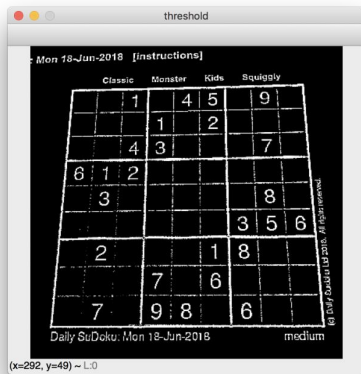 threshold
: Mon 18-Jun-2018 [instructions]
Classic Monster Kids Squiggly
1 4 5 9
1 2
4 3 7
6 1 2
3 8
3 5 6
2 1 8
7 6
7 9 8 6
(c) Daily SuDoku Ltd 2018. All rights reserved.
Daily SuDoku: Mon 18-Jun-2018 medium
(x=292, y=49) ~ L:0